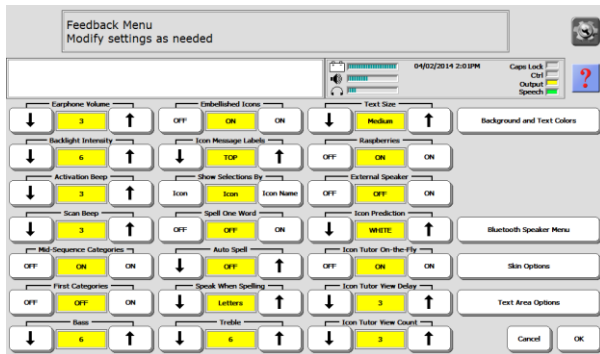 Feedback Menu
Modify settings as needed
04/02/2014 2:01PM
Caps Lock
Ctrl
Output
Speech
?
Earphone Volume
3
Embellished Icons
OFF ON ON
Text Size
Medium
Background and Text Colors
Backlight Intensity
6
Icon Message Labels
TOP
Raspberries
OFF ON ON
Activation Beep
3
Show Selections By
Icon Icon Icon Name
External Speaker
OFF OFF ON
Scan Beep
3
Spell One Word
OFF OFF ON
Icon Prediction
WHITE
Bluetooth Speaker Menu
Mid-Sequence Categories
OFF ON ON
Auto Spell
OFF
Icon Tutor On-the-Fly
OFF ON ON
Skin Options
First Categories
OFF OFF ON
Speak When Spelling
Letters
Icon Tutor View Delay
3
Text Area Options
Bass
6
Treble
6
Icon Tutor View Count
3
Cancel
OK